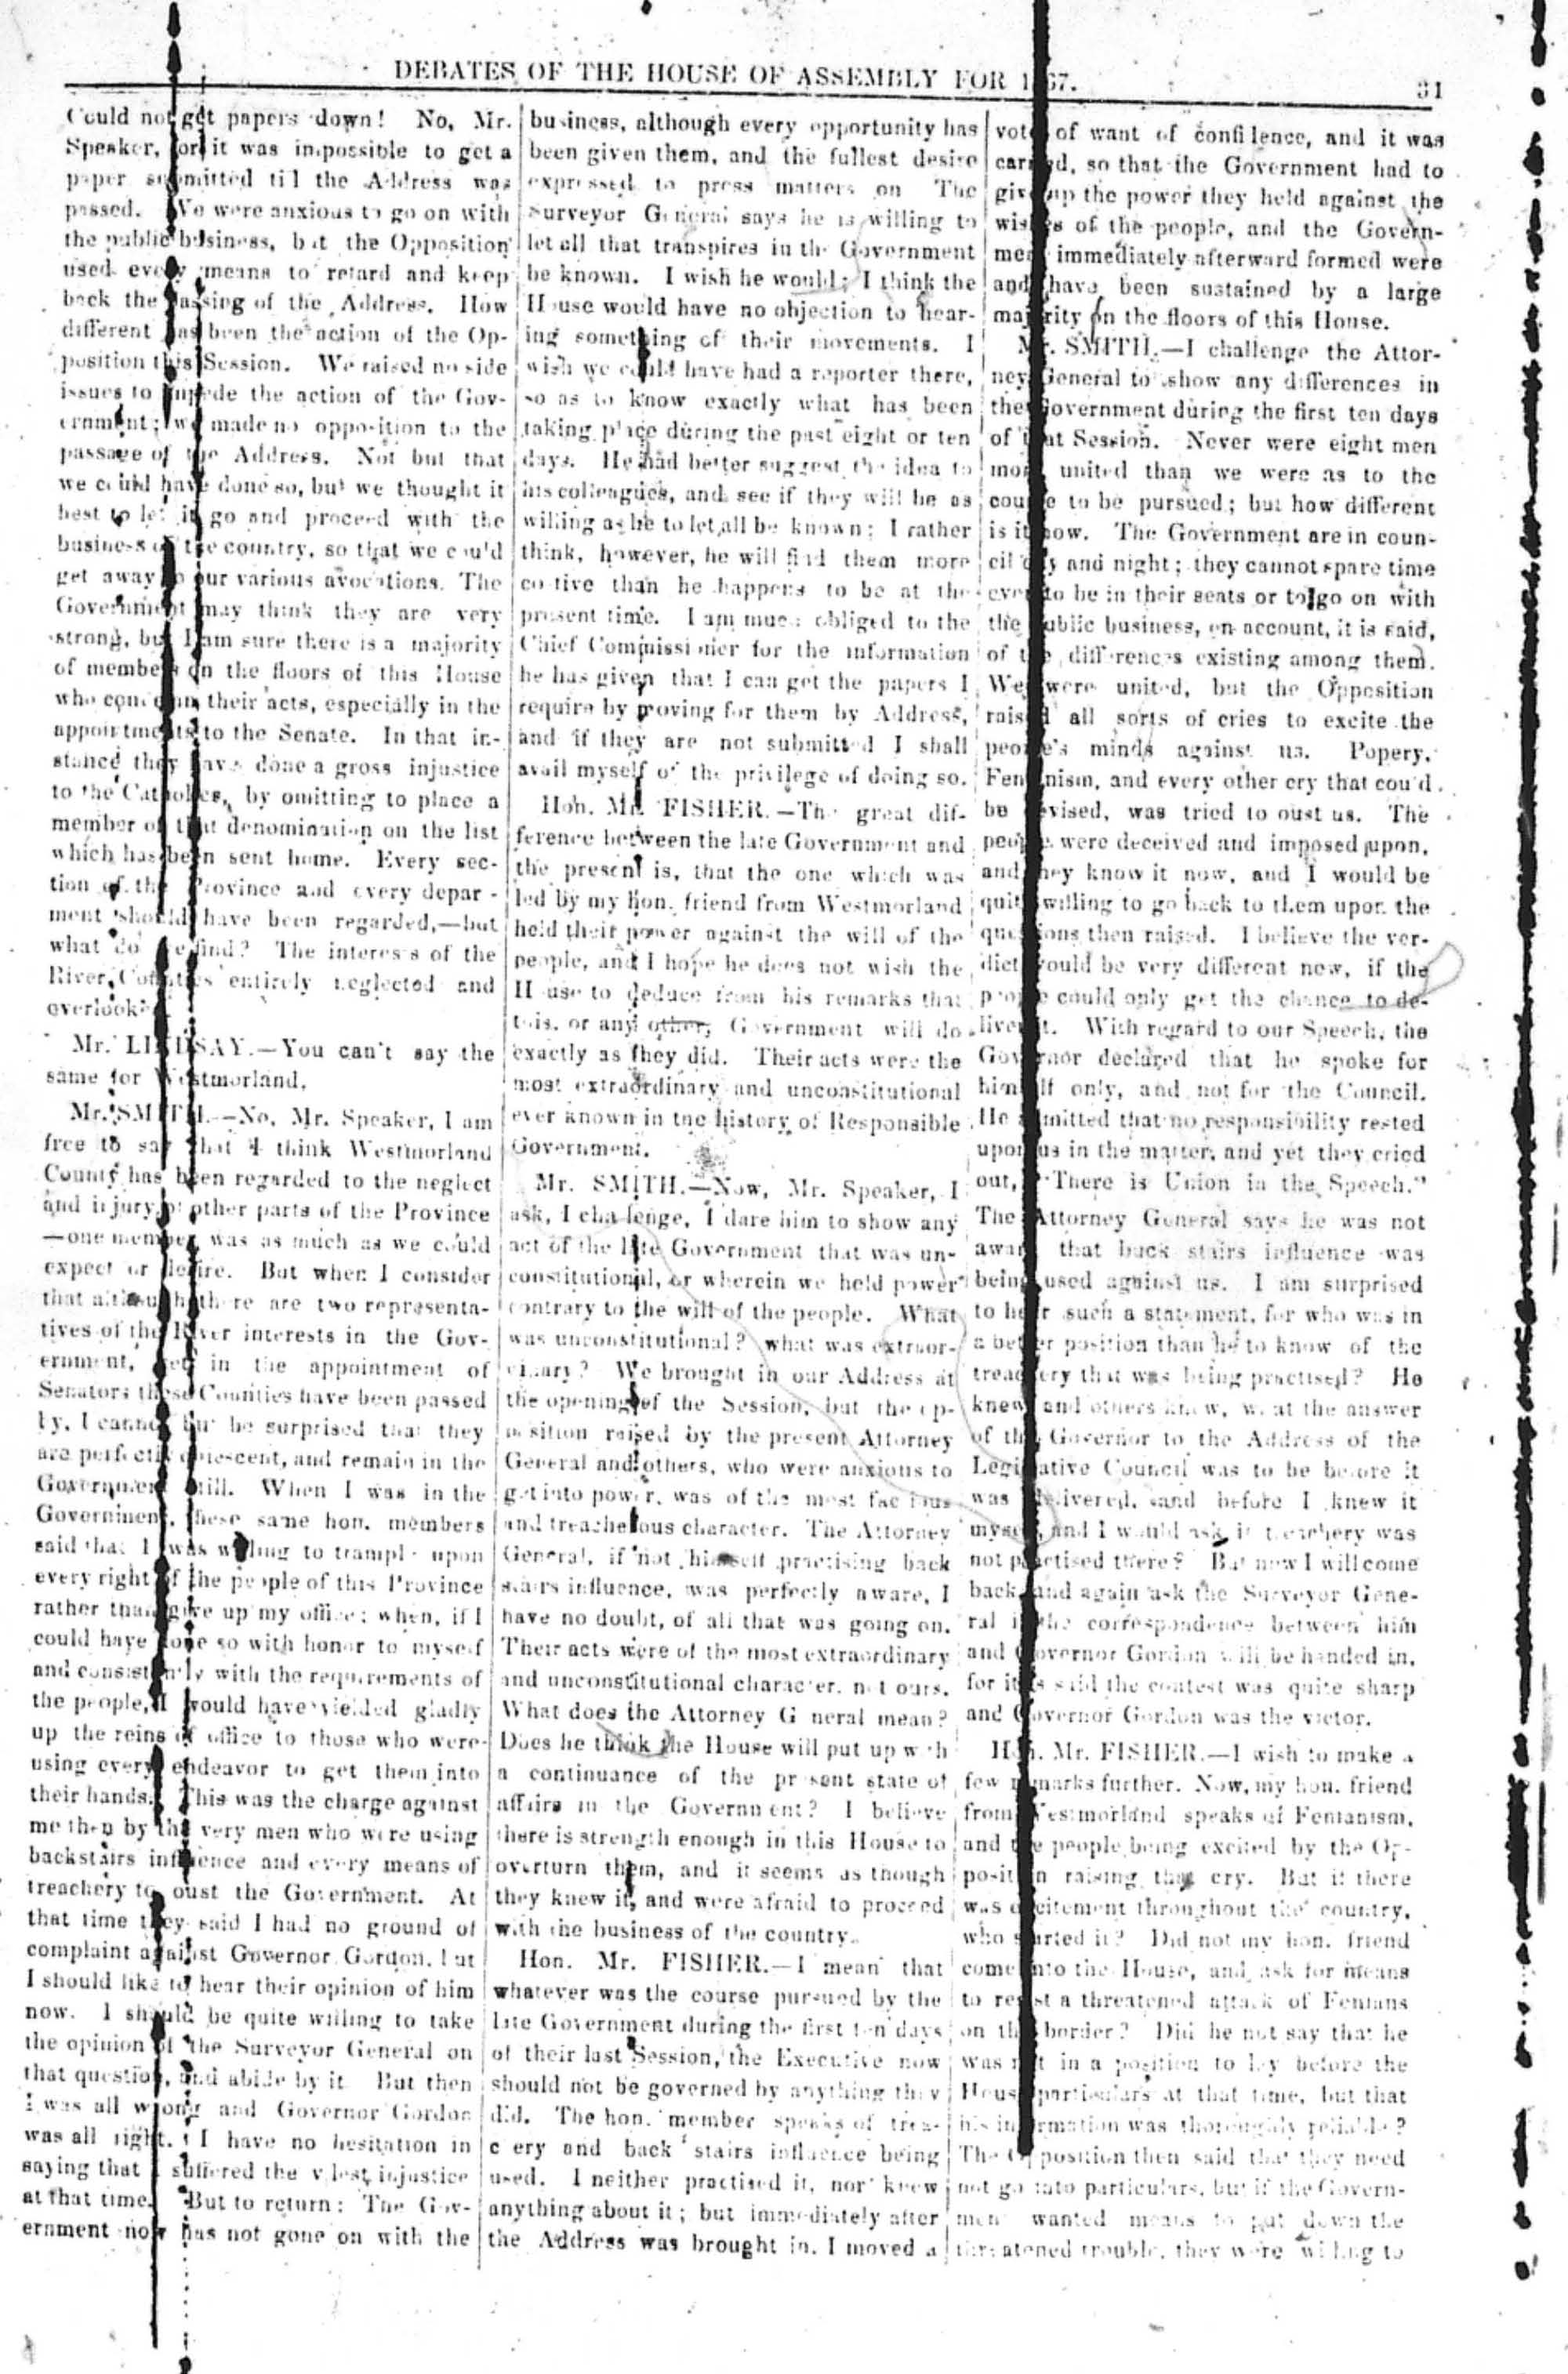 DEBATES OF THE HOUSE OF ASSEMBLY FOR 1867.
31
Could not get papers down! No, Mr.
Speaker, for it was impossible to get a
paper submitted till the Address was
passed. We were anxious to go on with
the public business, but the Opposition
used every means to retard and keep
back the passing of the Address. How
different has been the action of the Op-
position this Session. We raised no side
issues to impede the action of the Gov-
ernment; we made no opposition to the
passage of the Address. Not but that
we could have done so, but we thought it
best to let it go and proceed with the
business of the country, so that we could
get away to our various avocations. The
Government may think they are very
strong, but I am sure there is a majority
of members on the floors of this House
who condemn their acts, especially in the
appointments to the Senate. In that in-
stance they have done a gross injustice
to the Catholics, by omitting to place a
member of that denomination on the list
which has been sent home. Every sec-
tion of the Province and every depart-
ment should have been regarded,—but
what do we find? The interests of the
River Counties entirely neglected and
overlooked.
Mr. LINDSAY.—You can't say the
same for Westmorland.
Mr. SMITH.—No, Mr. Speaker, I am
free to say that I think Westmorland
County has been regarded to the neglect
and injury of other parts of the Province
—one member was as much as we could
expect or desire. But when I consider
that although there are two representa-
tives of the River interests in the Gov-
ernment, yet in the appointment of
Senators these Counties have been passed
by, I cannot but be surprised that they
are perfectly quiescent, and remain in the
Government still. When I was in the
Government, these same hon. members
said that I was willing to trample upon
every right of the people of this Province
rather than give up my office; when, if I
could have done so with honor to myself
and consistently with the requirements of
the people, I would have yielded gladly
up the reins of office to those who were
using every endeavor to get them into
their hands. This was the charge against
me then by the very men who were using
backstairs influence and every means of
treachery to oust the Government. At
that time they said I had no ground of
complaint against Governor Gordon, but
I should like to hear their opinion of him
now. I should be quite willing to take
the opinion of the Surveyor General on
that question, and abide by it. But then
I was all wrong and Governor Gordon
was all right. I have no hesitation in
saying that I suffered the vilest injustice
at that time. But to return: The Gov-
ernment now has not gone on with the
business, although every opportunity has
been given them, and the fullest desire
expressed to press matters on. The
Surveyor General says he is willing to
let all that transpires in the Government
be known. I wish he would; I think the
House would have no objection to hear-
ing something of their movements. I
wish we could have had a reporter there,
so as to know exactly what has been
taking place during the past eight or ten
days. He had better suggest the idea to
his colleagues, and see if they will be as
willing as he to let all be known; I rather
think, however, he will find them more
costive than he happens to be at the
present time. I am much obliged to the
Chief Commissioner for the information
he has given that I can get the papers I
require by moving for them by Address,
and if they are not submitted I shall
avail myself of the privilege of doing so.
Hon. Mr. FISHER.—The great dif-
ference between the late Government and
the present is, that the one which was
led by my hon. friend from Westmorland
held their power against the will of the
people, and I hope he does not wish the
House to deduce from his remarks that
this, or any other, Government will do
exactly as they did. Their acts were the
most extraordinary and unconstitutional
ever known in the history of Responsible
Government.
Mr. SMITH.—Now, Mr. Speaker, I
ask, I challenge, I dare him to show any
act of the late Government that was un-
constitutional, or wherein we held power
contrary to the will of the people. What
was unconstitutional? what was extraor-
dinary? We brought in our Address at
the opening of the Session, but the op-
position raised by the present Attorney
General and others, who were anxious to
get into power, was of the most factious
and treacherous character. The Attorney
General, if not himself practising back
stairs influence, was perfectly aware, I
have no doubt, of all that was going on.
Their acts were of the most extraordinary
and unconstitutional character, not ours.
What does the Attorney General mean?
Does he think the House will put up with
a continuance of the present state of
affairs in the Government? I believe
there is strength enough in this House to
overturn them, and it seems as though
they knew it, and were afraid to proceed
with the business of the country.
Hon. Mr. FISHER.—I mean that
whatever was the course pursued by the
late Government during the first ten days
of their last Session, the Executive now
should not be governed by anything they
did. The hon. member speaks of trea-
chery and back stairs influence being
used. I neither practised it, nor knew
anything about it; but immediately after
the Address was brought in, I moved a
vote of want of confidence, and it was
carried, so that the Government had to
give up the power they held against the
wishes of the people, and the Govern-
ment immediately afterward formed were
and have been sustained by a large
majority on the floors of this House.
Mr. SMITH.—I challenge the Attor-
ney General to show any differences in
the Government during the first ten days
of that Session. Never were eight men
more united than we were as to the
course to be pursued; but how different
is it now. The Government are in coun-
cil day and night; they cannot spare time
even to be in their seats or to go on with
the public business, on account, it is said,
of the differences existing among them.
We were united, but the Opposition
raised all sorts of cries to excite the
people's minds against us. Popery,
Fenianism, and every other cry that could
be devised, was tried to oust us. The
people were deceived and imposed upon,
and they know it now, and I would be
quite willing to go back to them upon the
questions then raised. I believe the ver-
dict would be very different now, if the
people could only get the chance to de-
liver it. With regard to our Speech, the
Governor declared that he spoke for
himself only, and not for the Council.
He admitted that no responsibility rested
upon us in the matter, and yet they cried
out, "There is Union in the Speech."
The Attorney General says he was not
aware that back stairs influence was
being used against us. I am surprised
to hear such a statement, for who was in
a better position than he to know of the
treachery that was being practised? He
knew, and others knew, what the answer
of the Governor to the Address of the
Legislative Council was to be before it
was delivered, and before I knew it
myself, and I would ask if treachery was
not practised there? But now I will come
back and again ask the Surveyor Gene-
ral if the correspondence between him
and Governor Gordon will be handed in,
for it is said the contest was quite sharp
and Governor Gordon was the victor.
Hon. Mr. FISHER.—I wish to make a
few remarks further. Now, my hon. friend
from Westmorland speaks of Fenianism,
and the people being excited by the Op-
position raising that cry. But if there
was excitement throughout the country,
who started it? Did not my hon. friend
come into the House, and ask for means
to resist a threatened attack of Fenians
on the border? Did he not say that he
was not in a position to lay before the
House particulars at that time, but that
his information was thoroughly reliable?
The Opposition then said that they need
not go into particulars, but if the Govern-
ment wanted means to put down the
threatened trouble, they were willing to